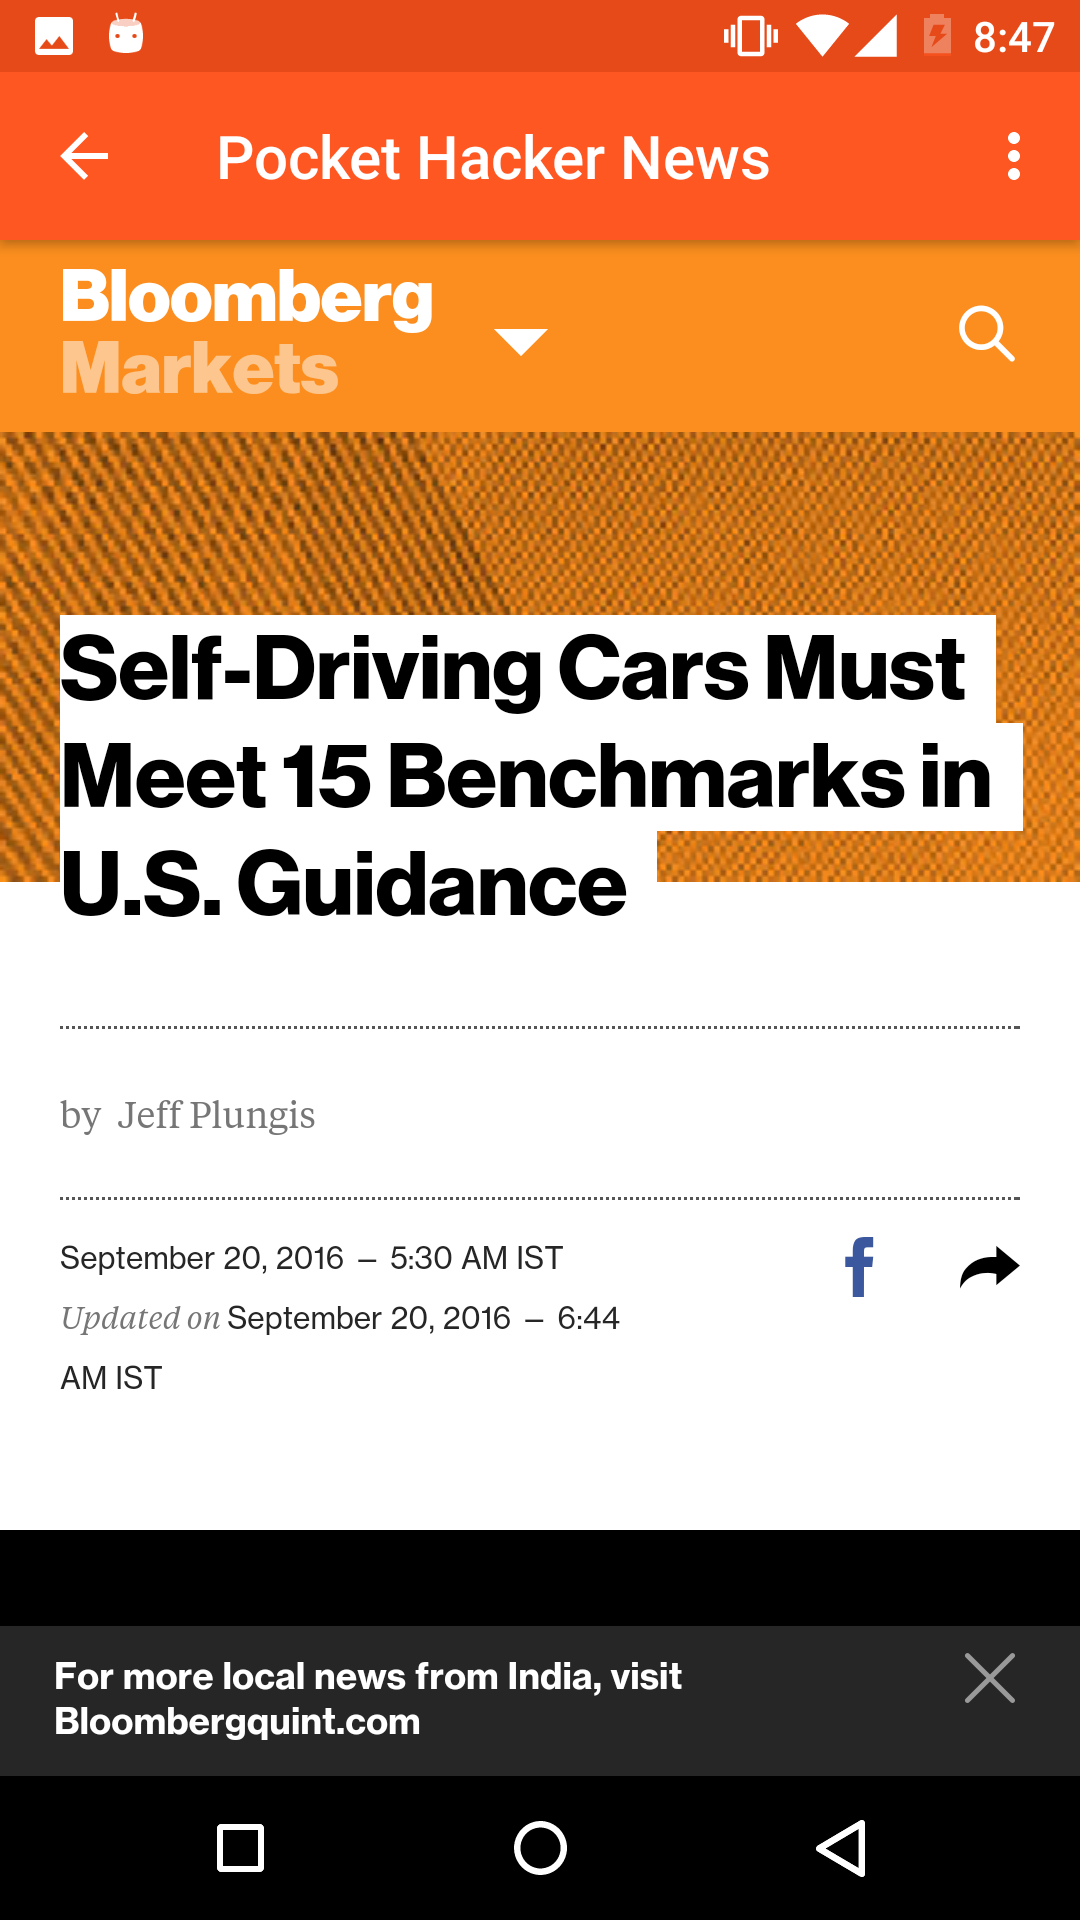 8:47
Pocket Hacker News
Bloomberg
Markets
Self-Driving Cars Must
Meet 15 Benchmarks in
U.S. Guidance
by Jeff Plungis
September 20, 2016 — 5:30 AM IST
Updated on September 20, 2016 — 6:44
AM IST
For more local news from India, visit
Bloombergquint.com